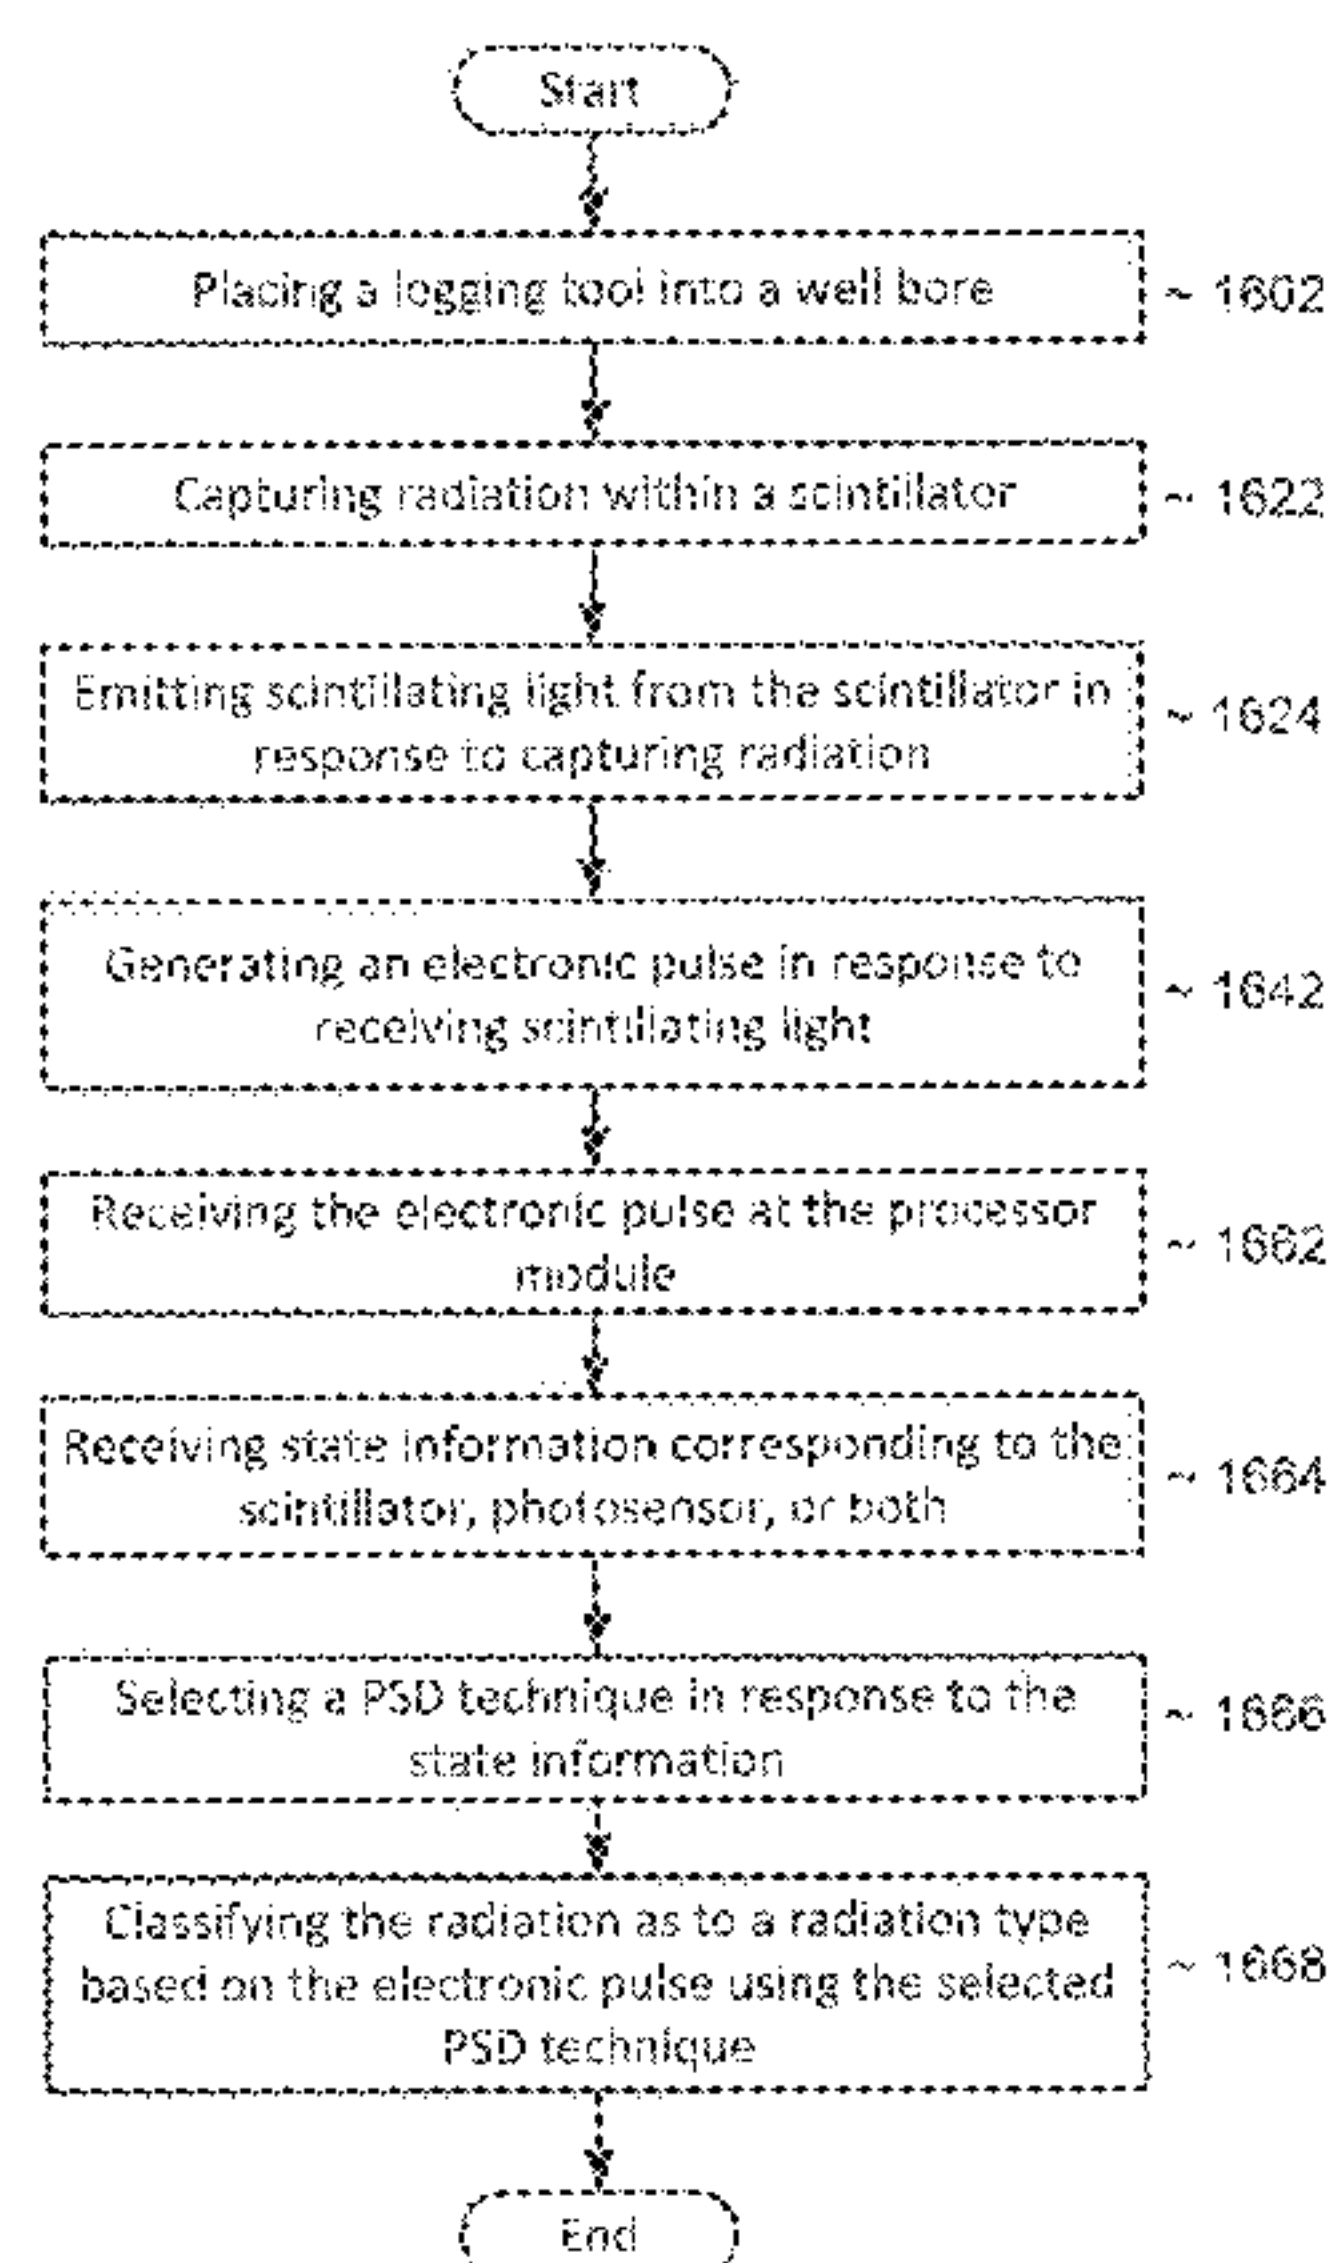 Start
Placing a logging tool into a well bore
~ 1602
Capturing radiation within a scintillator
~ 1622
Emitting scintillating light from the scintillator in
response to capturing radiation
~ 1624
Generating an electronic pulse in response to
receiving scintillating light
~ 1642
Receiving the electronic pulse at the processor
module
~ 1662
Receiving state information corresponding to the
scintillator, photosensor, or both
~ 1664
Selecting a PSD technique in response to the
state information
~ 1666
Classifying the radiation as to a radiation type
based on the electronic pulse using the selected
PSD technique
~ 1668
End